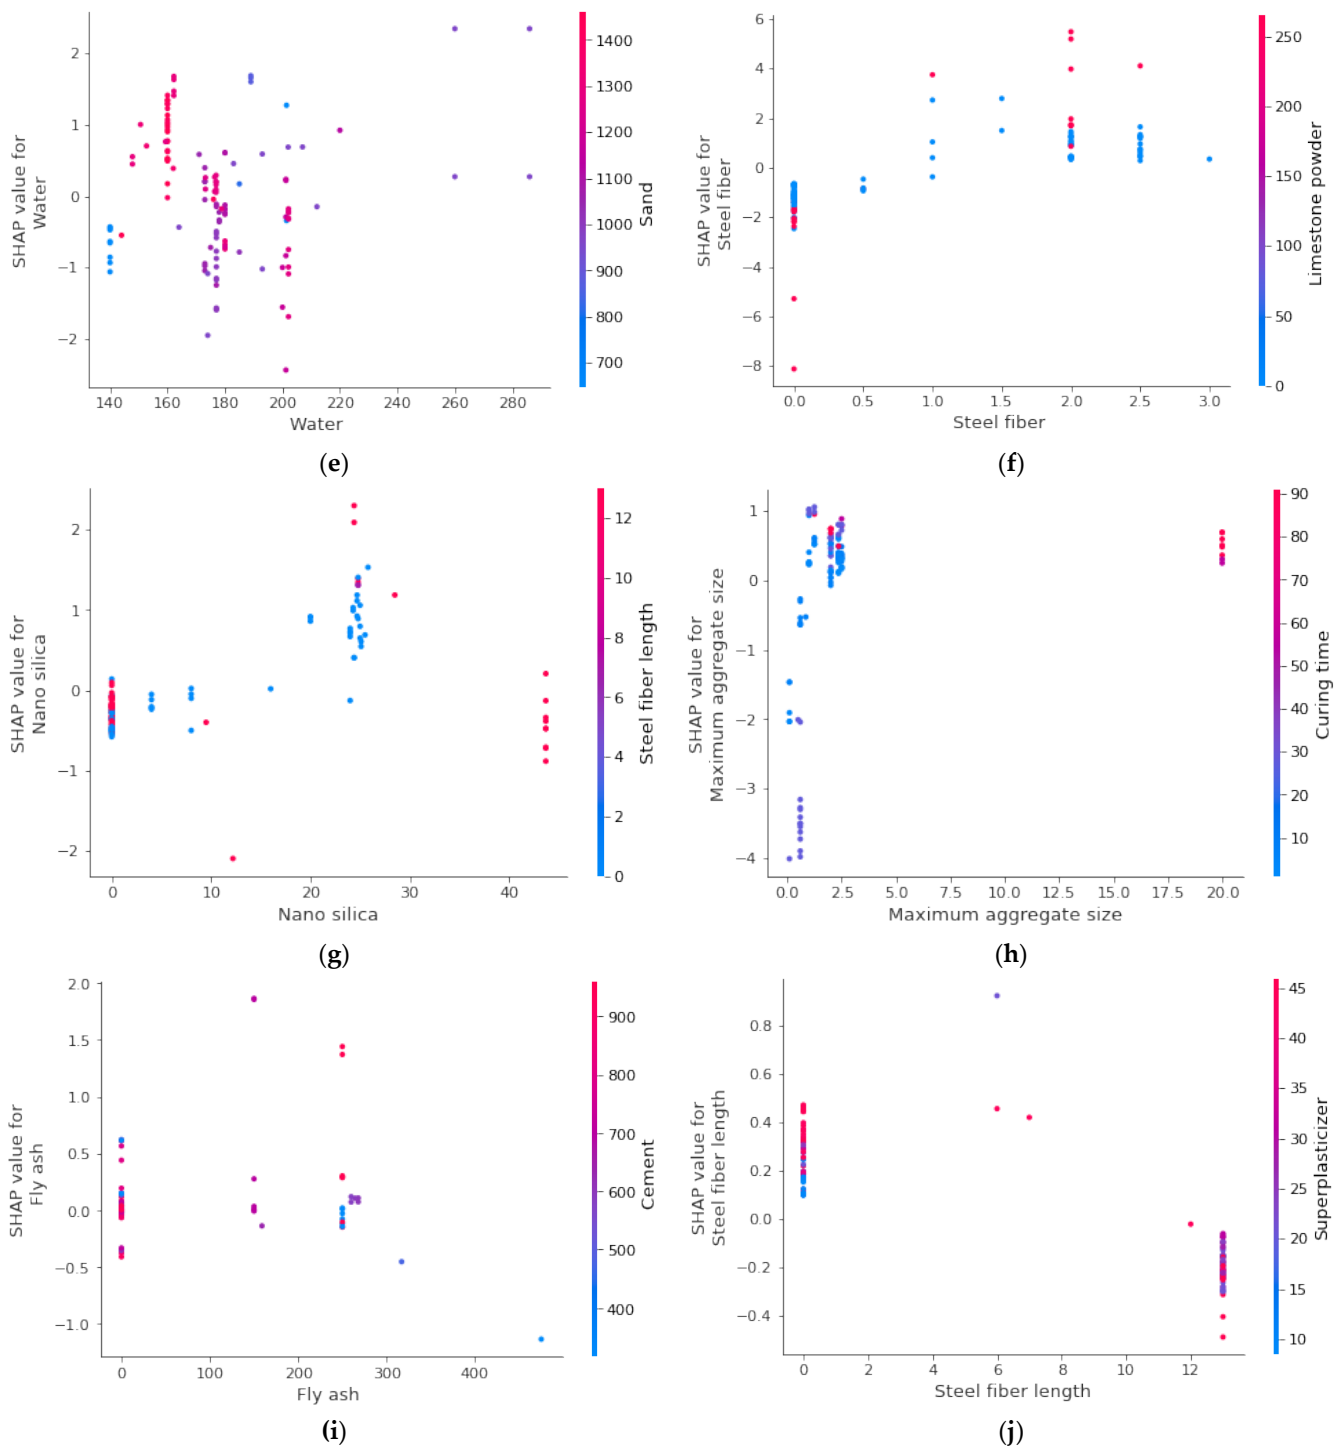 2
1
0
−1
−2
SHAP value for
Water
140 160 180 200 220 240 260 280
Water
1400
1300
1200
1100
1000
900
800
700
Sand
(e)
6
4
2
0
−2
−4
−6
−8
SHAP value for
Steel fiber
0.0 0.5 1.0 1.5 2.0 2.5 3.0
Steel fiber
250
200
150
100
50
0
Limestone powder
(f)
2
1
0
−1
−2
SHAP value for
Nano silica
0 10 20 30 40
Nano silica
12
10
8
6
4
2
0
Steel fiber length
(g)
1
0
−1
−2
−3
−4
SHAP value for
Maximum aggregate size
0.0 2.5 5.0 7.5 10.0 12.5 15.0 17.5 20.0
Maximum aggregate size
90
80
70
60
50
40
30
20
10
Curing time
(h)
2.0
1.5
1.0
0.5
0.0
−0.5
−1.0
SHAP value for
Fly ash
0 100 200 300 400
Fly ash
900
800
700
600
500
400
Cement
(i)
0.8
0.6
0.4
0.2
0.0
−0.2
−0.4
SHAP value for
Steel fiber length
0 2 4 6 8 10 12
Steel fiber length
45
40
35
30
25
20
15
10
Superplasticizer
(j)